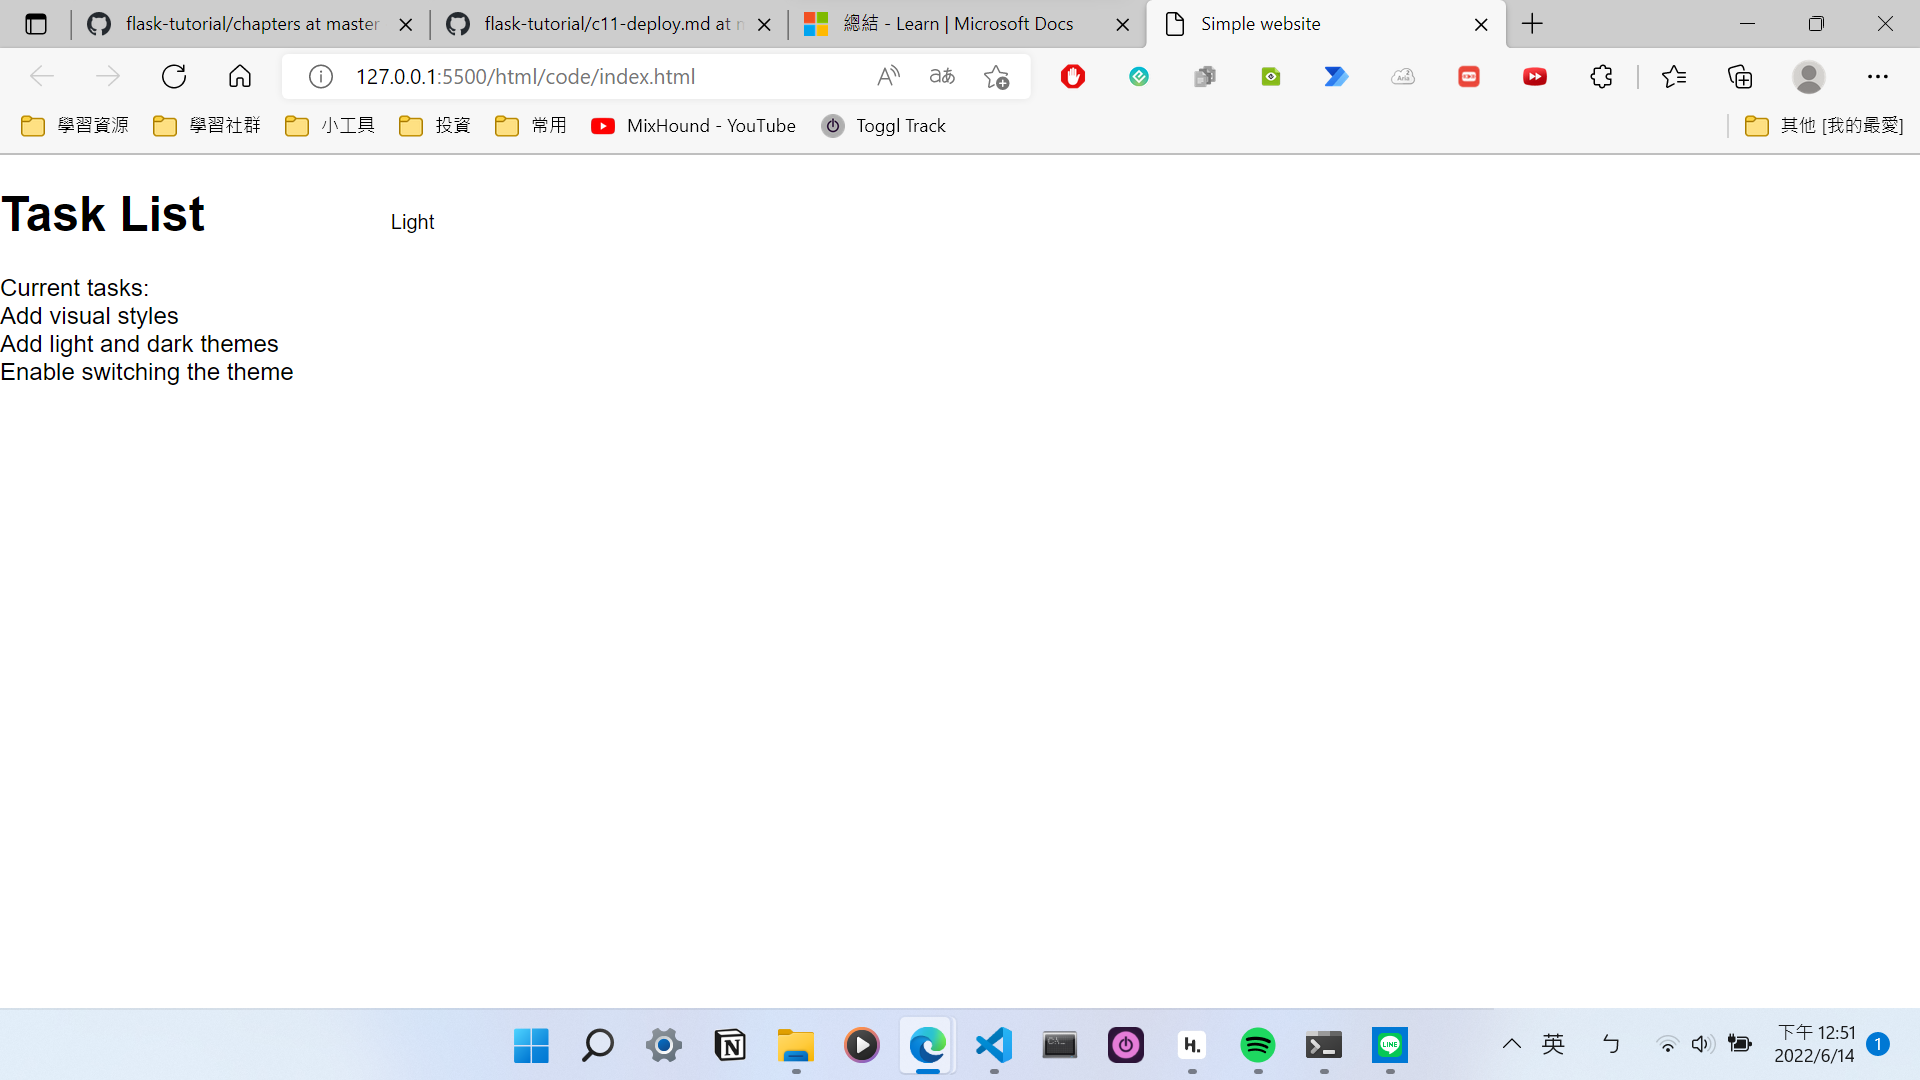 flask-tutorial/chapters at master
flask-tutorial/c11-deploy.md at m
總結 - Learn | Microsoft Docs
Simple website
127.0.0.1:5500/html/code/index.html
學習資源
學習社群
小工具
投資
常用
MixHound - YouTube
Toggl Track
其他 [我的最愛]
Task List
Light
Current tasks:
Add visual styles
Add light and dark themes
Enable switching the theme
英
ㄅ
下午 12:51
2022/6/14
1